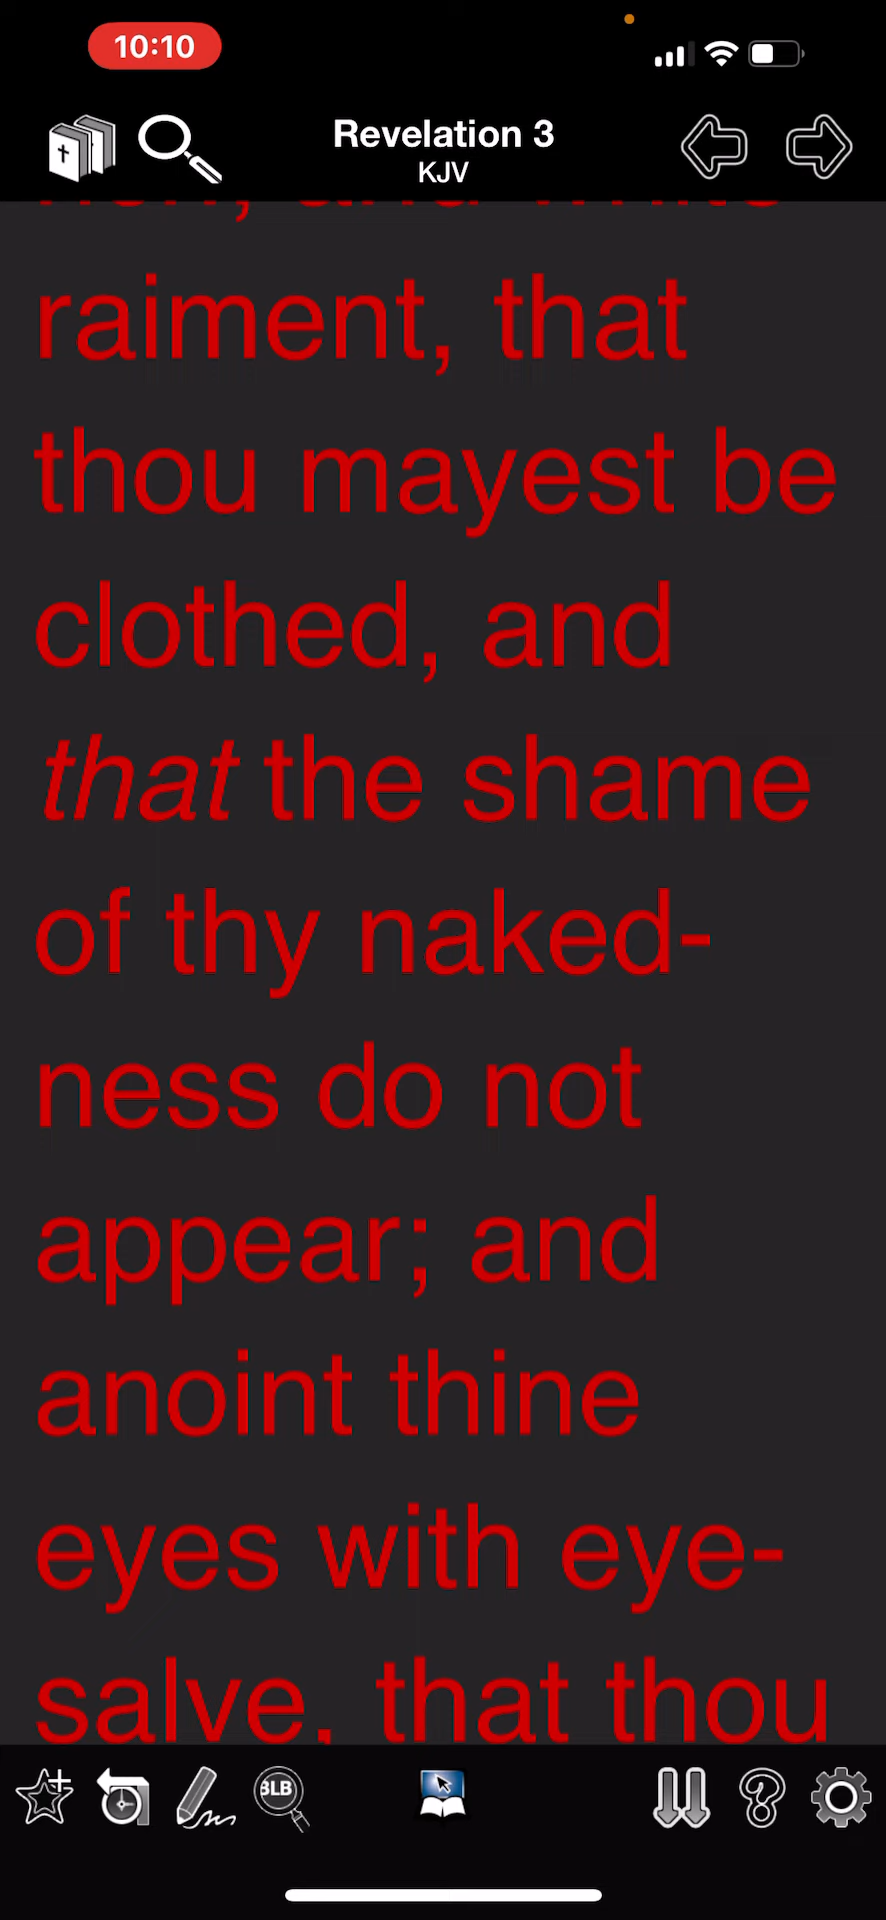 10:10
Revelation 3
KJV
raiment, that
thou mayest be
clothed, and
that the shame
of thy naked-
ness do not
appear; and
anoint thine
eyes with eye-
salve, that thou
BLB